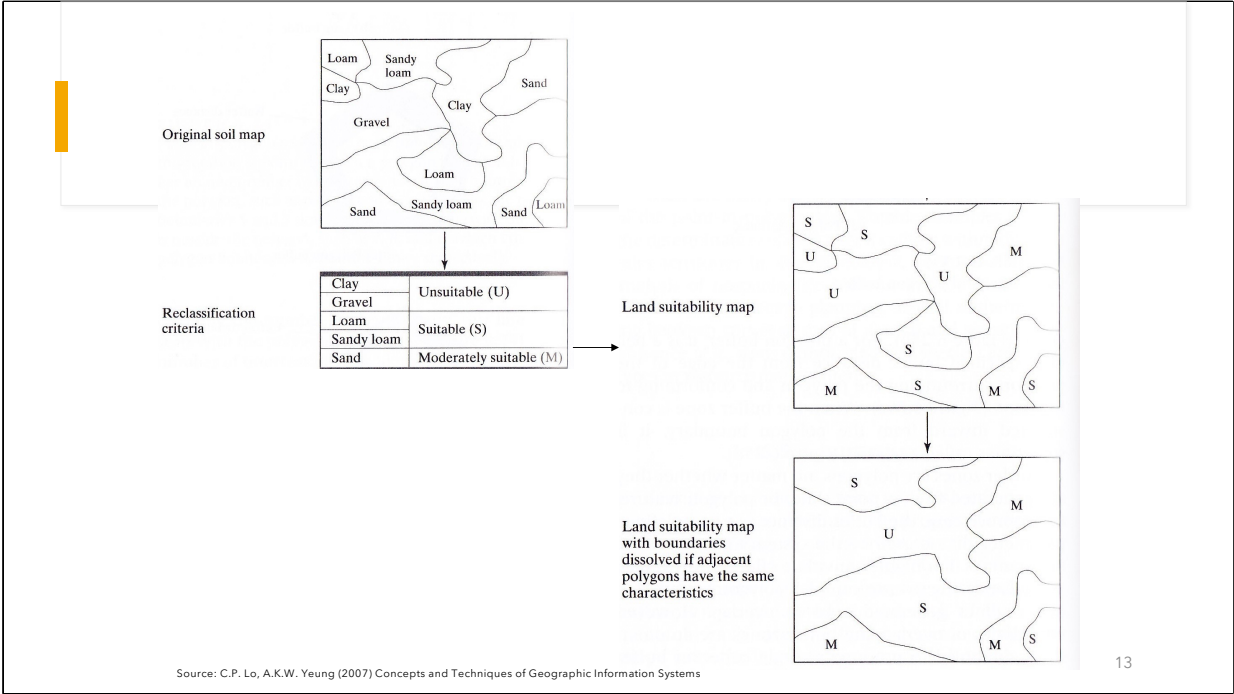 Original soil map
Loam
Sandy
loam
Clay
Sand
Clay
Gravel
Loam
Sandy loam
Sand
Sand
Loam
Reclassification
criteria
Clay
Gravel
Unsuitable (U)
Loam
Sandy loam
Suitable (S)
Sand
Moderately suitable (M)
Land suitability map
S
S
U
M
U
U
S
M
S
M
S
Land suitability map
with boundaries
dissolved if adjacent
polygons have the same
characteristics
S
M
U
S
M
M
S
Source: C.P. Lo, A.K.W. Yeung (2007) Concepts and Techniques of Geographic Information Systems
13